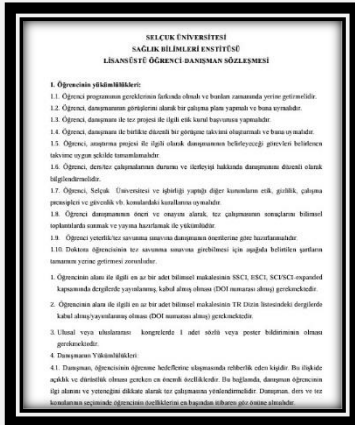 SELÇUK ÜNİVERSİTESİ
SAĞLIK BİLİMLERİ ENSTİTÜSÜ
LİSANSÜSTÜ ÖĞRENCİ-DANIŞMAN SÖZLEŞMESİ
1. Öğrencinin yükümlülükleri:
1.1. Öğrenci programının gereklerinin farkında olmalı ve bunları zamanında yerine getirmelidir.
1.2. Öğrenci, danışmanının görüşlerini alarak bir çalışma planı yapmalı ve buna uymalıdır.
1.3. Öğrenci, danışmanı ile tez projesi ile ilgili etik kurul başvurusu yapmalıdır.
1.4. Öğrenci, danışmanı ile birlikte düzenli bir görüşme takvimi oluşturmalı ve buna uymalıdır.
1.5. Öğrenci, araştırma projesi ile ilgili olarak danışmanının belirleyeceği görevleri belirlenen
takvime uygun şekilde tamamlamalıdır.
1.6. Öğrenci, ders/tez çalışmalarının durumu ve ilerleyişi hakkında danışmanını düzenli olarak
bilgilendirmelidir.
1.7. Öğrenci, Selçuk Üniversitesi ve işbirliği yaptığı diğer kurumların etik, gizlilik, çalışma
prensipleri ve güvenlik vb. konulardaki kurallarına uymalıdır.
1.8. Öğrenci danışmanının öneri ve onayını alarak, tez çalışmasının sonuçlarını bilimsel
toplantılarda sunmak ve yayına hazırlamak ile yükümlüdür.
1.9. Öğrenci yeterlik/tez savunma sınavına danışmanın önerilerine göre hazırlanmalıdır.
1.10. Doktora öğrencisinin tez savunma sınavına girebilmesi için aşağıda belirtilen şartların
tamamını yerine getirmesi zorunludur.
1. Öğrencinin alanı ile ilgili en az bir adet bilimsel makalesinin SSCI, ESCI, SCI/SCI-expanded
kapsamında dergilerde yayınlanmış, kabul almış olması (DOI numarası almış) gerekmektedir.
2. Öğrencinin alanı ile ilgili en az bir adet bilimsel makalesinin TR Dizin listesindeki dergilerde
kabul almış/yayınlanmış olması (DOI numarası almış) gerekmektedir.
3. Ulusal veya uluslararası kongrelerde 1 adet sözlü veya poster bildirisinin olması
gerekmektedir.
4. Danışmanın Yükümlülükleri
4.1. Danışman, öğrencisinin öğrenme hedeflerine ulaşmasında rehberlik eden kişidir. Bu ilişkide
açıklık ve dürüstlük olması gereken en önemli özelliklerdir. Bu bağlamda, danışman öğrencinin
ilgi alanını ve yeteneğini dikkate alarak tez çalışmasına yönlendirmelidir. Danışman, ders ve tez
konularının seçiminde öğrencinin özelliklerini en başından itibaren göz önüne almalıdır.